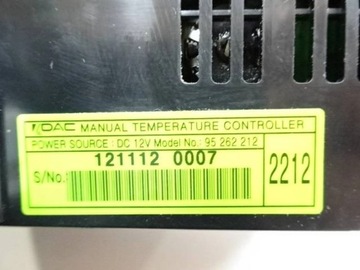 DAC MANUAL TEMPERATURE CONTROLLER
POWER SOURCE : DC 12V Model No.: 95 262 212
121112 0007
S/No.:
2212